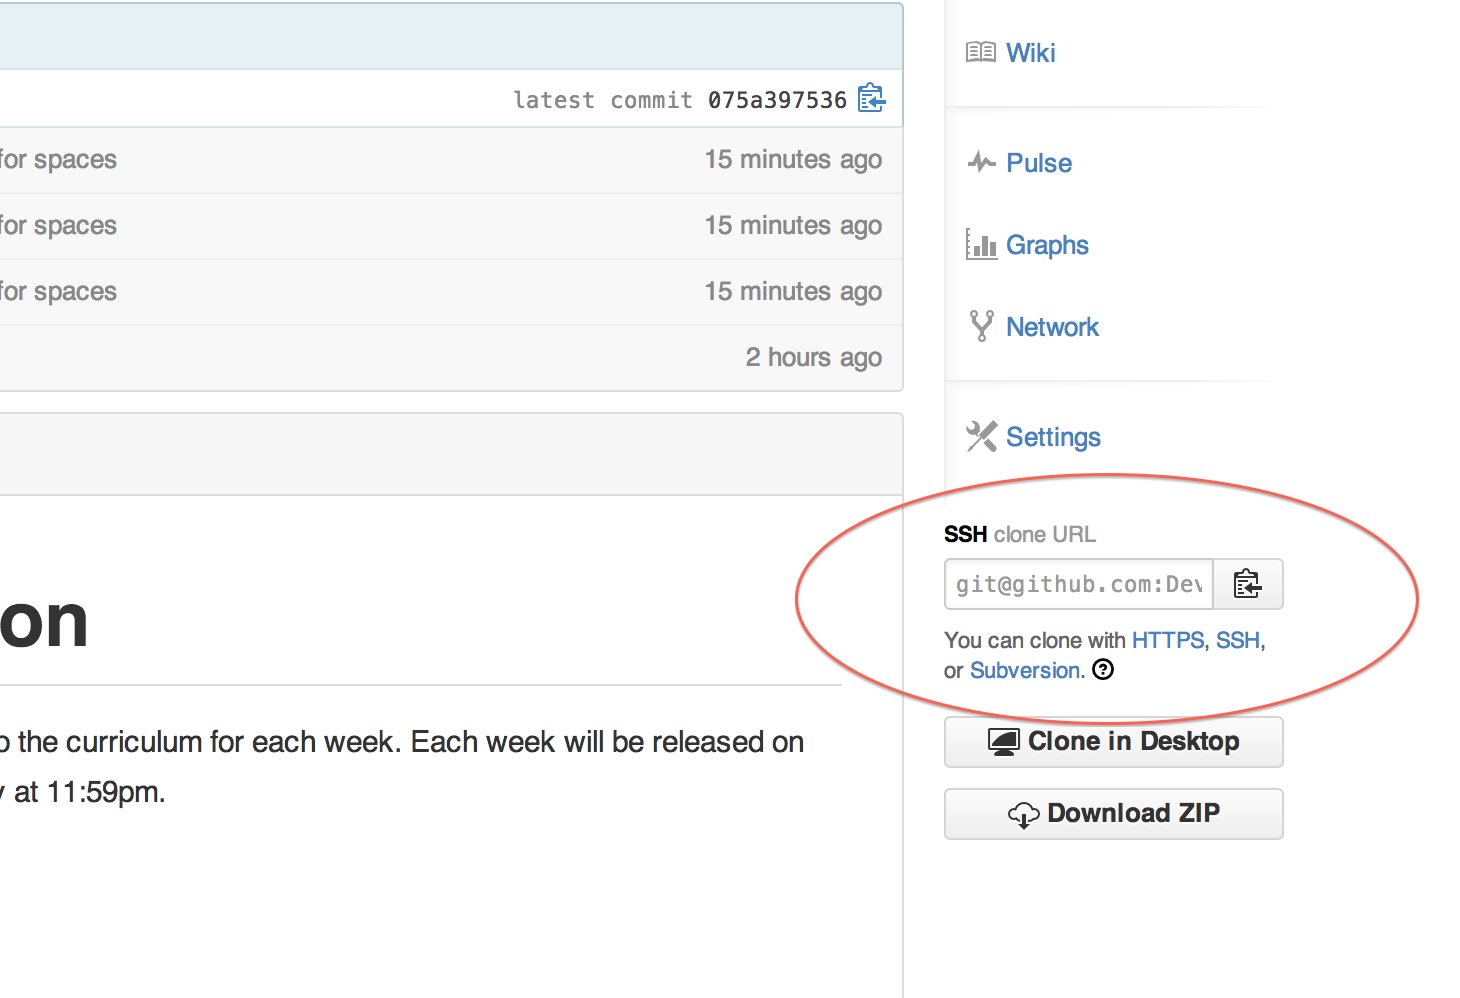 latest commit 075a397536
for spaces 15 minutes ago
for spaces 15 minutes ago
for spaces 15 minutes ago
2 hours ago
on
the curriculum for each week. Each week will be released on
at 11:59pm.
Wiki
Pulse
Graphs
Network
Settings
SSH clone URL
git@github.com:Dev
You can clone with HTTPS, SSH,
or Subversion.
Clone in Desktop
Download ZIP